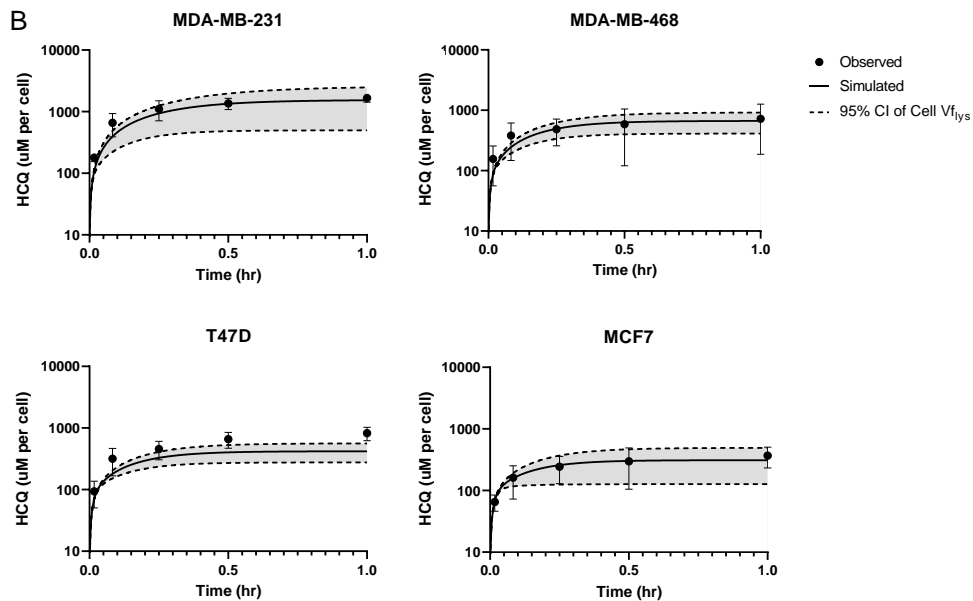 B
MDA-MB-231
HCQ (uM per cell)
10000
1000
100
10
0.0 0.5 1.0
Time (hr)
MDA-MB-468
HCQ (uM per cell)
10000
1000
100
10
0.0 0.5 1.0
Time (hr)
Observed
Simulated
95% CI of Cell Vflys
T47D
HCQ (uM per cell)
10000
1000
100
10
0.0 0.5 1.0
Time (hr)
MCF7
HCQ (uM per cell)
10000
1000
100
10
0.0 0.5 1.0
Time (hr)